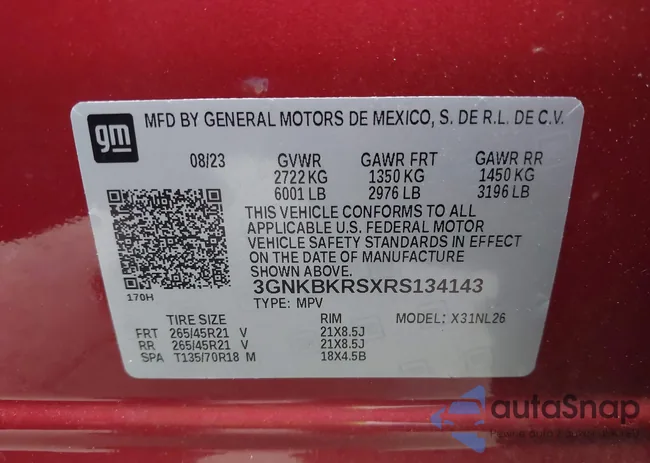 gm
MFD BY GENERAL MOTORS DE MEXICO, S. DE R.L. DE C.V.
08/23 GVWR GAWR FRT GAWR RR
2722 KG 1350 KG 1450 KG
6001 LB 2976 LB 3196 LB
THIS VEHICLE CONFORMS TO ALL
APPLICABLE U.S. FEDERAL MOTOR
VEHICLE SAFETY STANDARDS IN EFFECT
ON THE DATE OF MANUFACTURE
SHOWN ABOVE.
170H
3GNKBKRSXRS134143
TYPE: MPV
TIRE SIZE RIM MODEL: X31NL26
FRT 265/45R21 V 21X8.5J
RR 265/45R21 V 21X8.5J
SPA T135/70R18 M 18X4.5B
autaSnap
auto